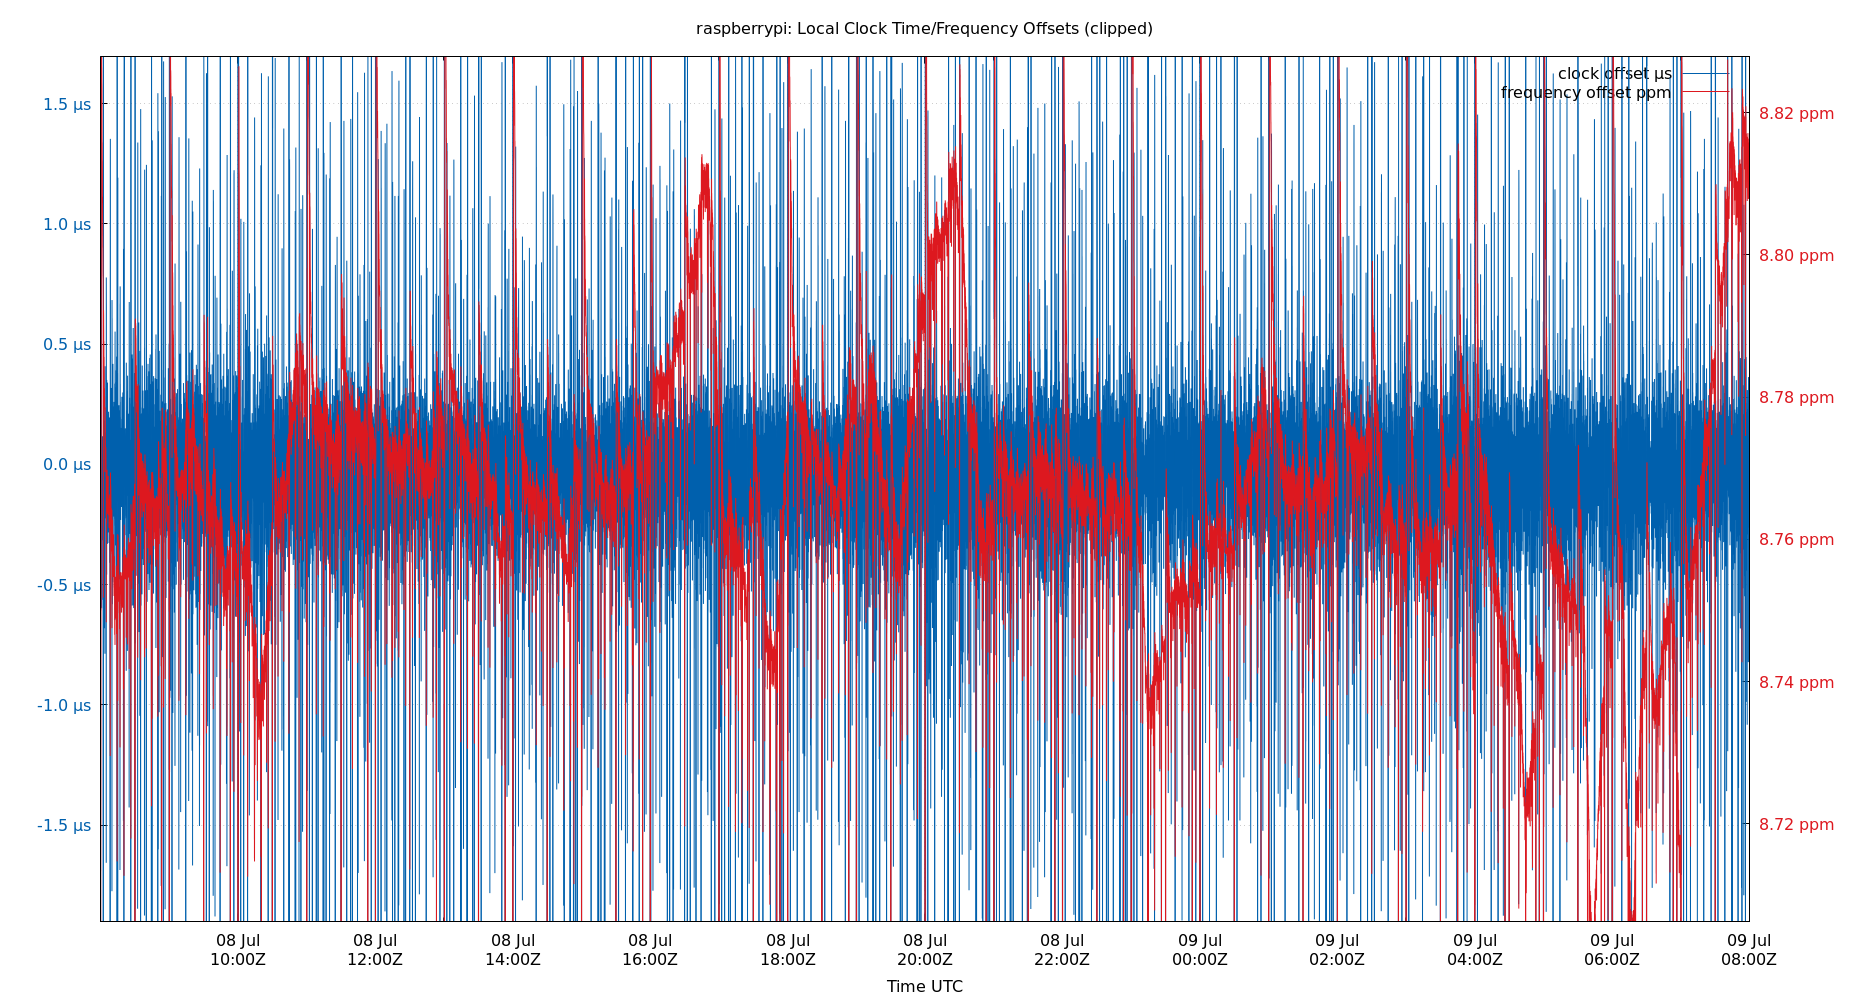 raspberrypi: Local Clock Time/Frequency Offsets (clipped)
clock offset µs
frequency offset ppm
1.5 µs
1.0 µs
0.5 µs
0.0 µs
-0.5 µs
-1.0 µs
-1.5 µs
8.82 ppm
8.80 ppm
8.78 ppm
8.76 ppm
8.74 ppm
8.72 ppm
08 Jul 08 Jul 08 Jul 08 Jul 08 Jul 08 Jul 08 Jul 09 Jul 09 Jul 09 Jul 09 Jul 09 Jul
10:00Z 12:00Z 14:00Z 16:00Z 18:00Z 20:00Z 22:00Z 00:00Z 02:00Z 04:00Z 06:00Z 08:00Z
Time UTC